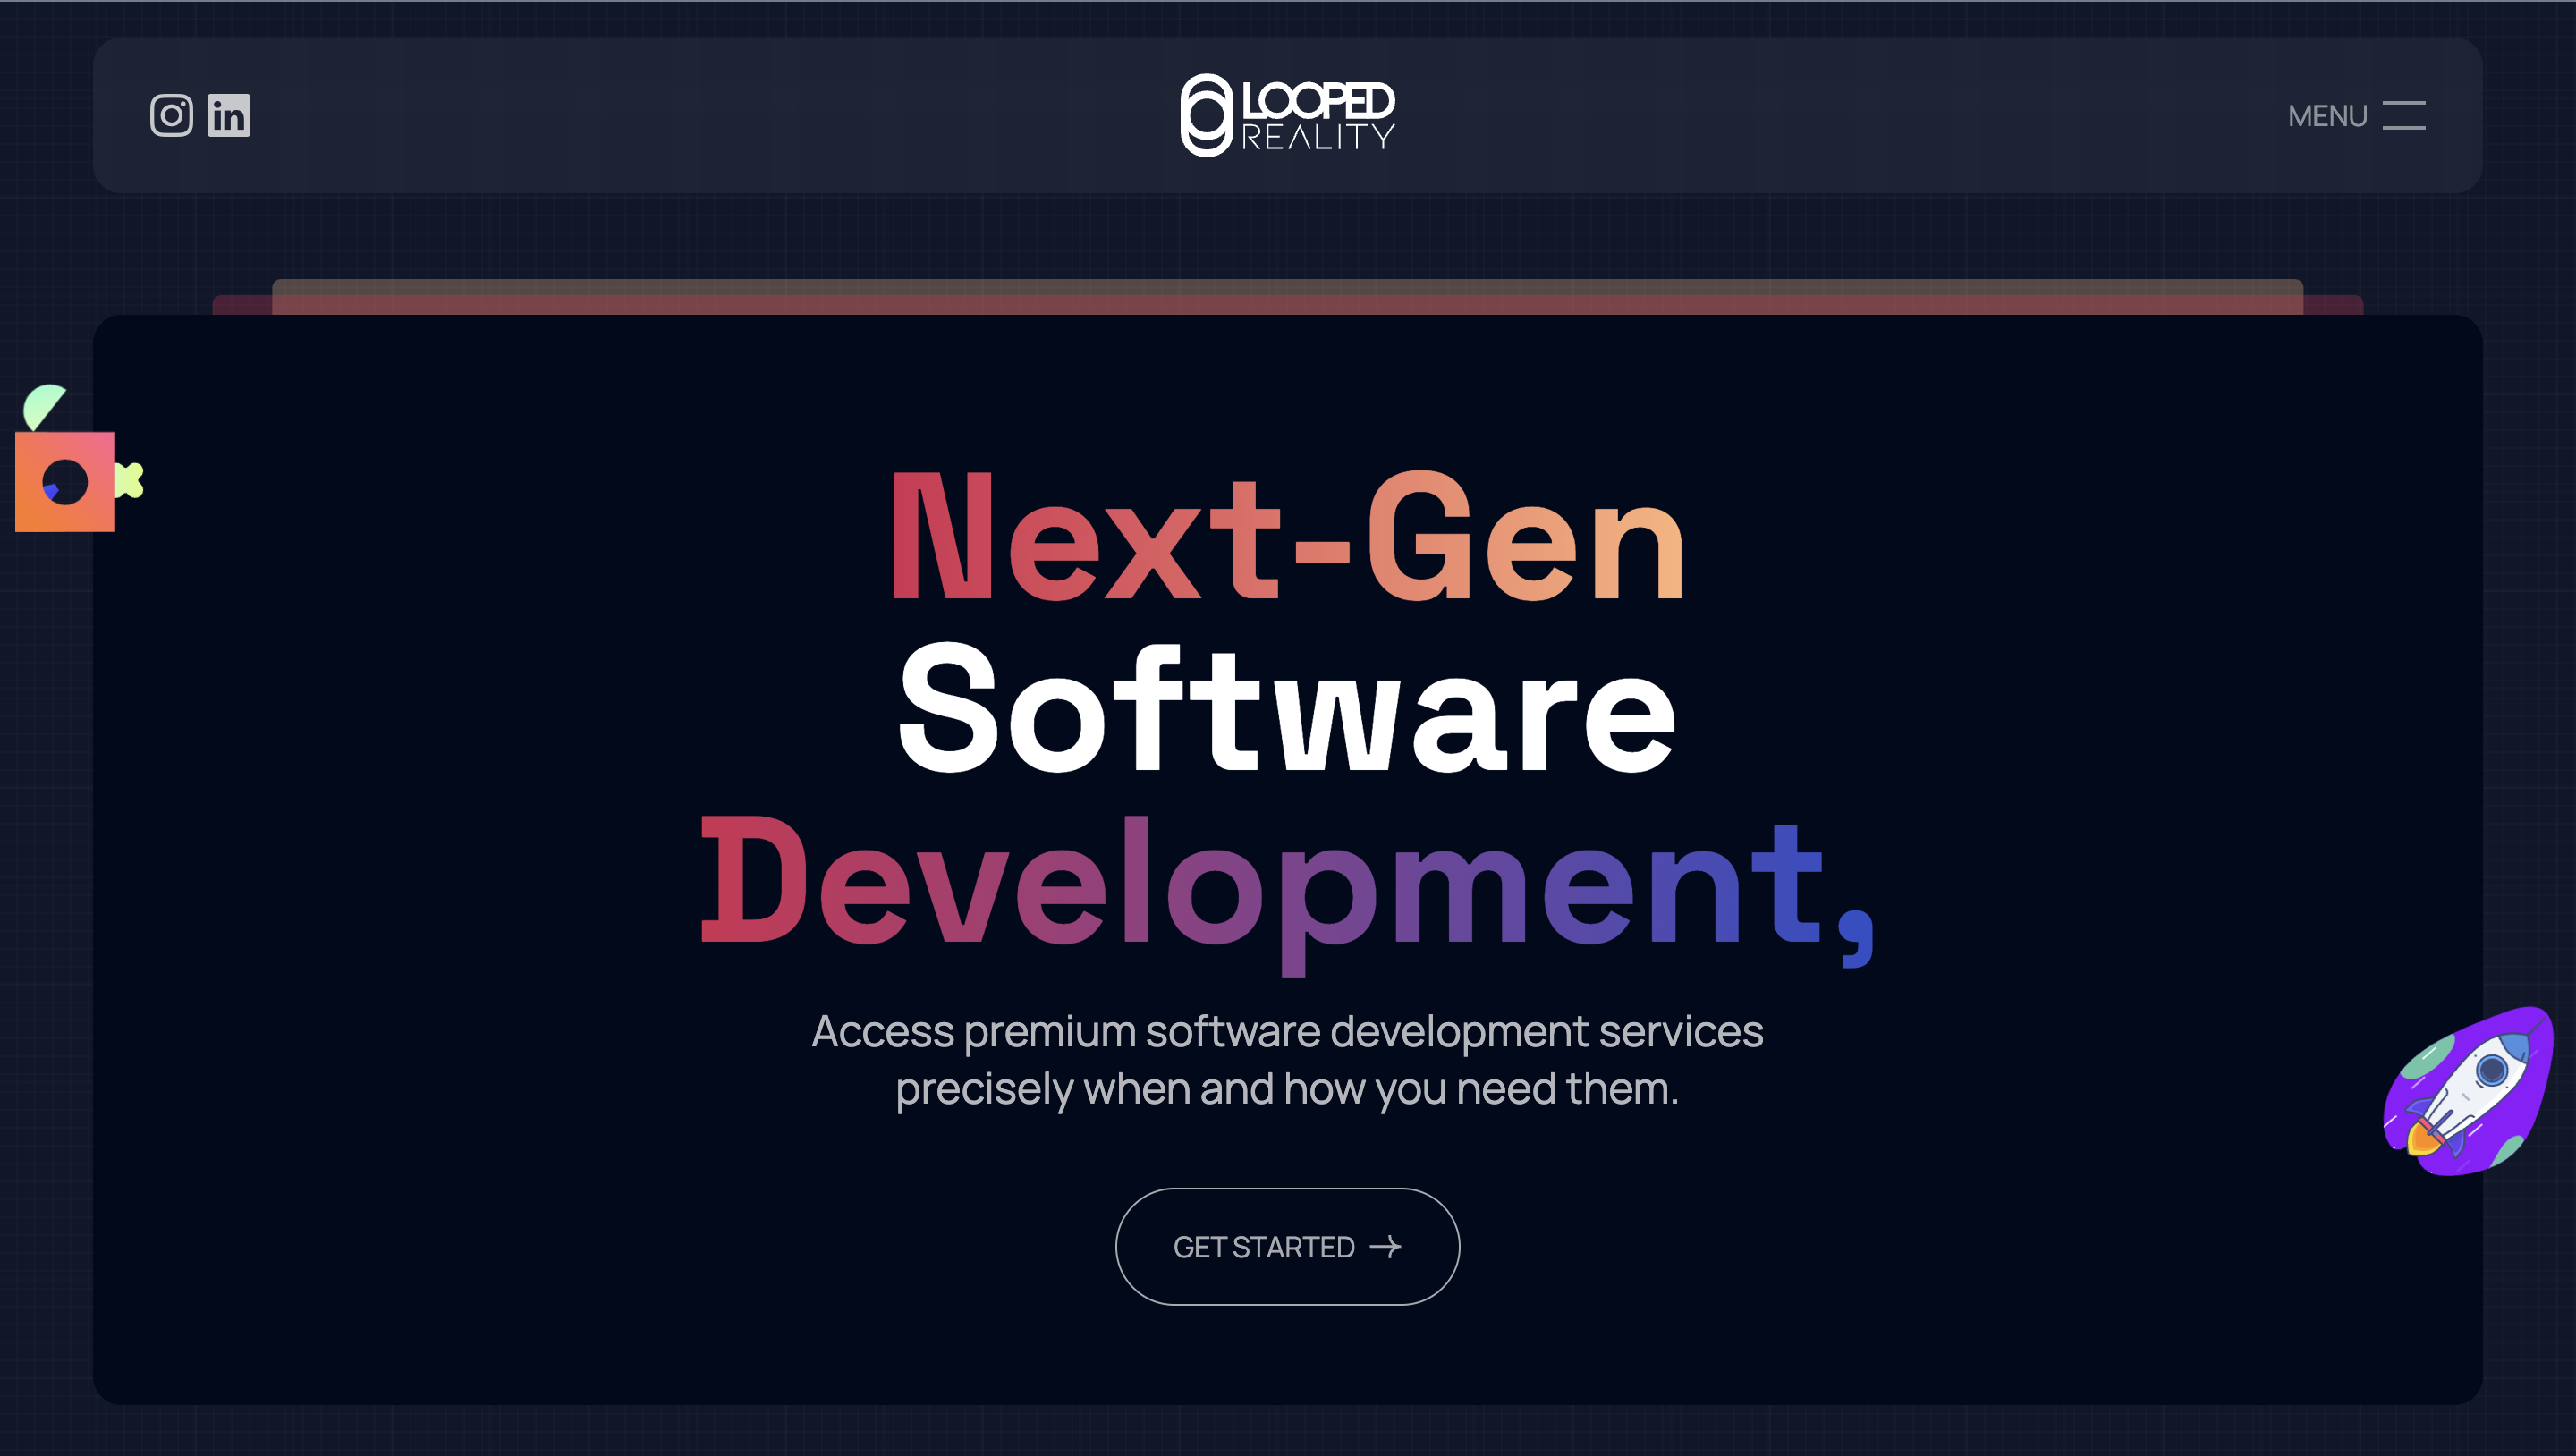 LOOPED
REALITY
MENU
Next-Gen
Software
Development,
Access premium software development services
precisely when and how you need them.
GET STARTED →